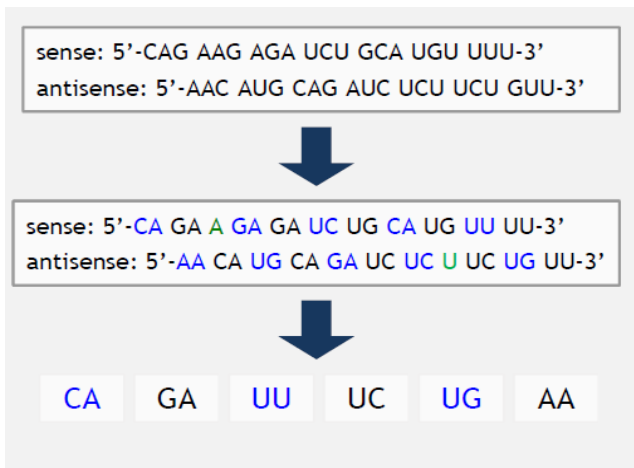 sense: 5’-CAG AAG AGA UCU GCA UGU UUU-3’
antisense: 5’-AAC AUG CAG AUC UCU UCU GUU-3’
sense: 5’-CA GA A GA GA UC UG CA UG UU UU-3’
antisense: 5’-AA CA UG CA GA UC UC U UC UG UU-3’
CA GA UU UC UG AA